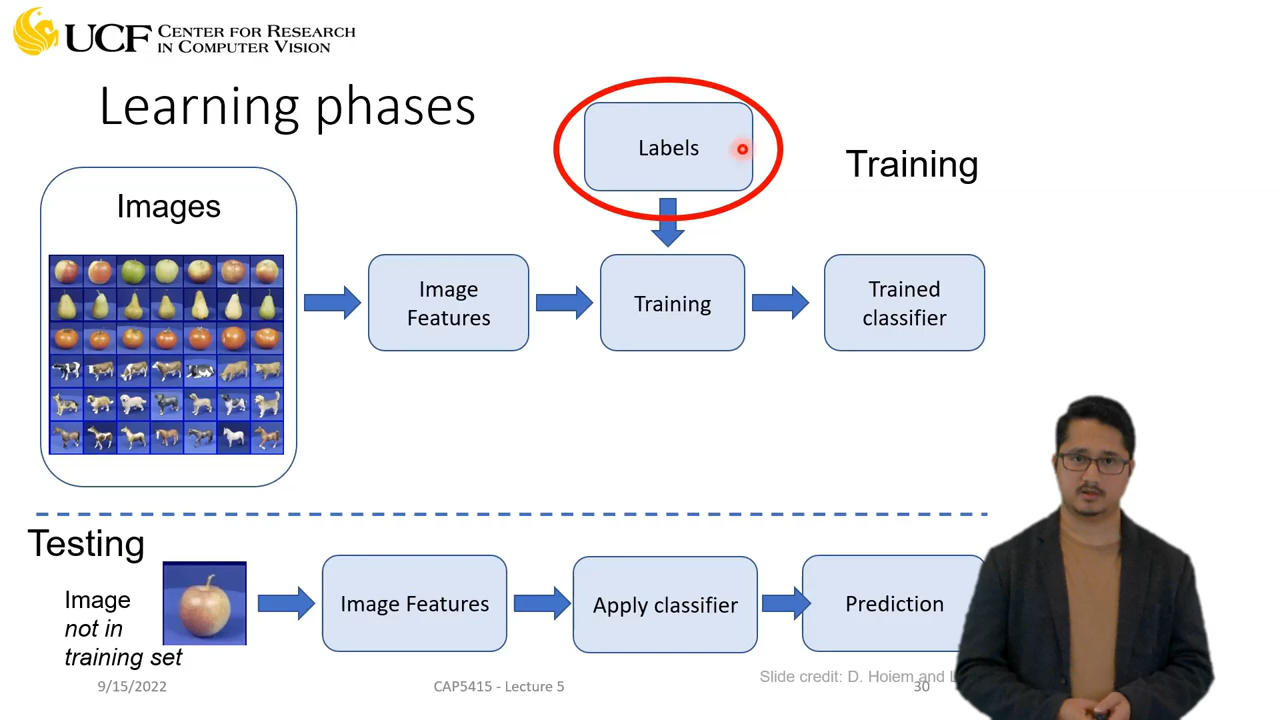 UCF CENTER FOR RESEARCH
IN COMPUTER VISION
Learning phases
Labels
Training
Images
Image
Features
Training
Trained
classifier
Testing
Image
not in
training set
Image Features
Apply classifier
Prediction
Slide credit: D. Hoiem and
9/15/2022
CAP5415 - Lecture 5
30